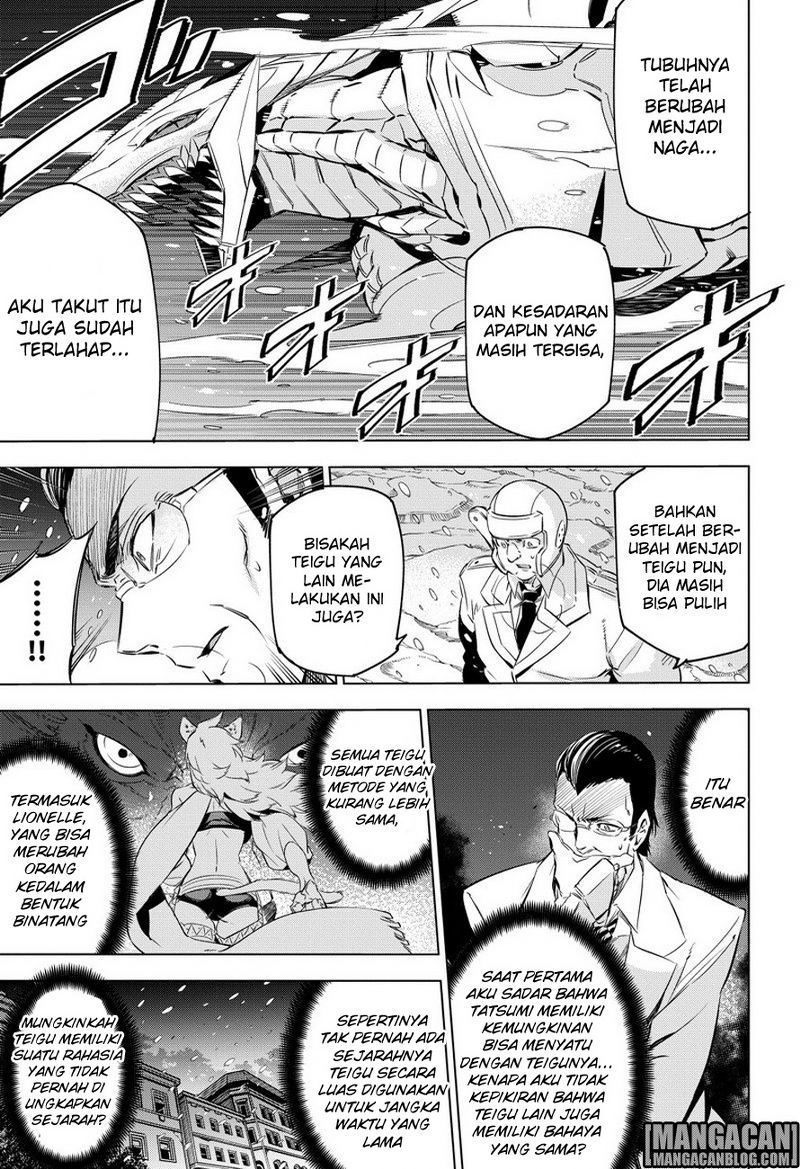 TUBUHNYA
TELAH
BERUBAH
MENJADI
NAGA...
DAN KESADARAN
APAPUN YANG
MASIH TERSISA,
AKU TAKUT ITU
JUGA SUDAH
TERLAHAP...
BAHKAN
SETELAH BER-
UBAH MENJADI
TEIGU PUN,
DIA MASIH
BISA PULIH
BISAKAH
TEIGU YANG
LAIN ME-
LAKUKAN INI
JUGA?
......!!
ITU
BENAR
SAAT PERTAMA
AKU SADAR BAHWA
TATSUMI MEMILIKI
KEMUNGKINAN
BISA MENYATU
DENGAN TEIGUNYA...
KENAPA AKU TIDAK
KEPIKIRAN BAHWA
TEIGU LAIN JUGA
MEMILIKI BAHAYA
YANG SAMA?
SEMUA TEIGU
DIBUAT DENGAN
METODE YANG
KURANG LEBIH
SAMA,
TERMASUK
LIONELLE,
YANG BISA
MERUBAH
ORANG
KEDALAM
BENTUK
BINATANG
SEPERTINYA
TAK PERNAH ADA
SEJARAHNYA
TEIGU SECARA
LUAS DIGUNAKAN
UNTUK JANGKA
WAKTU YANG
LAMA
MUNGKINKAH
TEIGU MEMILIKI
SUATU RAHASIA
YANG TIDAK
PERNAH DI
UNGKAPKAN
SEJARAH?
[MANGACAN]
MANGACANBLOG.COM